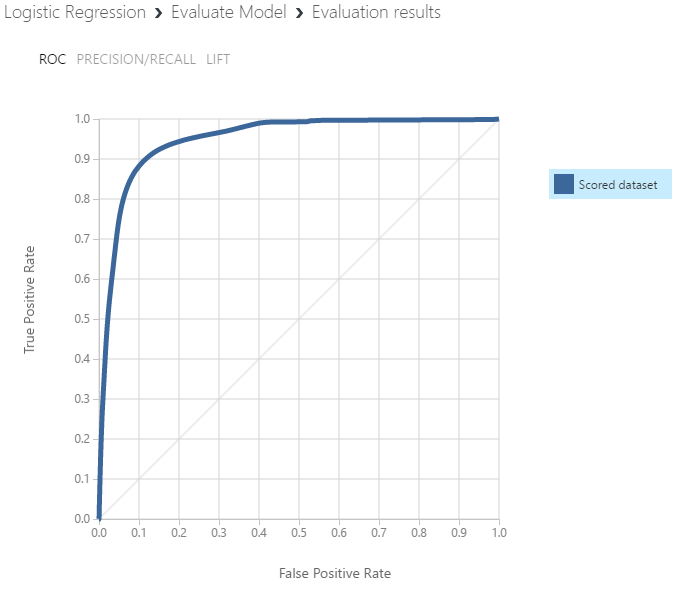 Logistic Regression › Evaluate Model › Evaluation results
ROC PRECISION/RECALL LIFT
1.0
0.9
0.8
0.7
0.6
0.5
0.4
0.3
0.2
0.1
0.0
True Positive Rate
Scored dataset
0.0 0.1 0.2 0.3 0.4 0.5 0.6 0.7 0.8 0.9 1.0
False Positive Rate